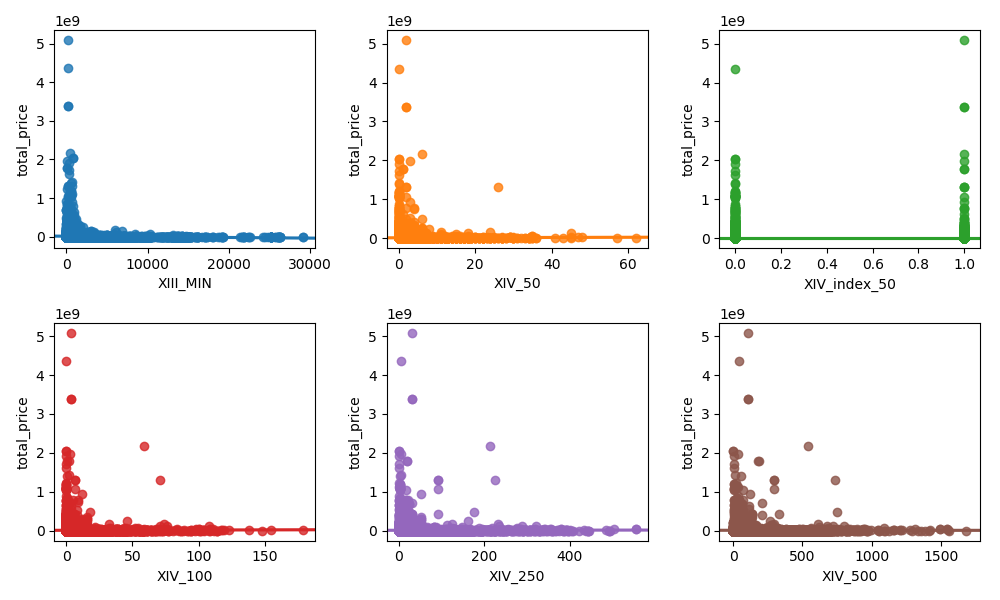 1e9 1e9 1e9
total_price
5
4
3
2
1
0
0 10000 20000 30000
XIII_MIN
total_price
5
4
3
2
1
0
0 20 40 60
XIV_50
total_price
5
4
3
2
1
0
0.0 0.2 0.4 0.6 0.8 1.0
XIV_index_50
1e9 1e9 1e9
total_price
5
4
3
2
1
0
0 50 100 150
XIV_100
total_price
5
4
3
2
1
0
0 200 400
XIV_250
total_price
5
4
3
2
1
0
0 500 1000 1500
XIV_500